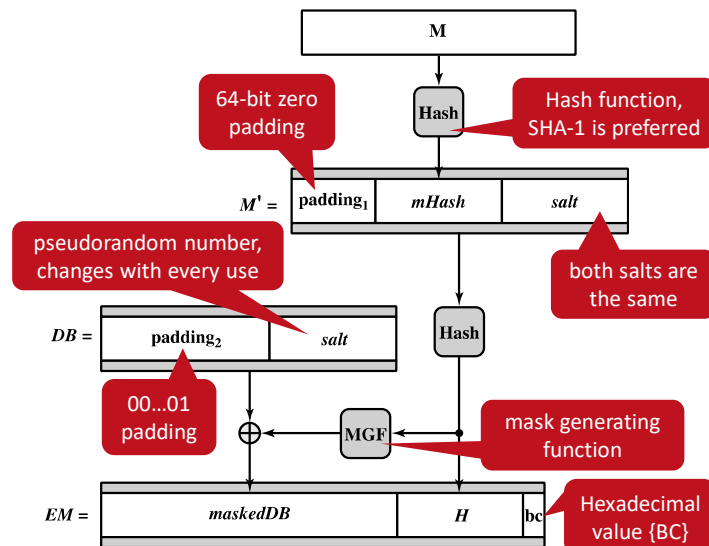 M
64-bit zero
padding
Hash
Hash function,
SHA-1 is preferred
M' = padding₁ mHash salt
pseudorandom number,
changes with every use
both salts are
the same
DB = padding₂ salt
Hash
00...01
padding
MGF
mask generating
function
EM = maskedDB H bc
Hexadecimal
value {BC}